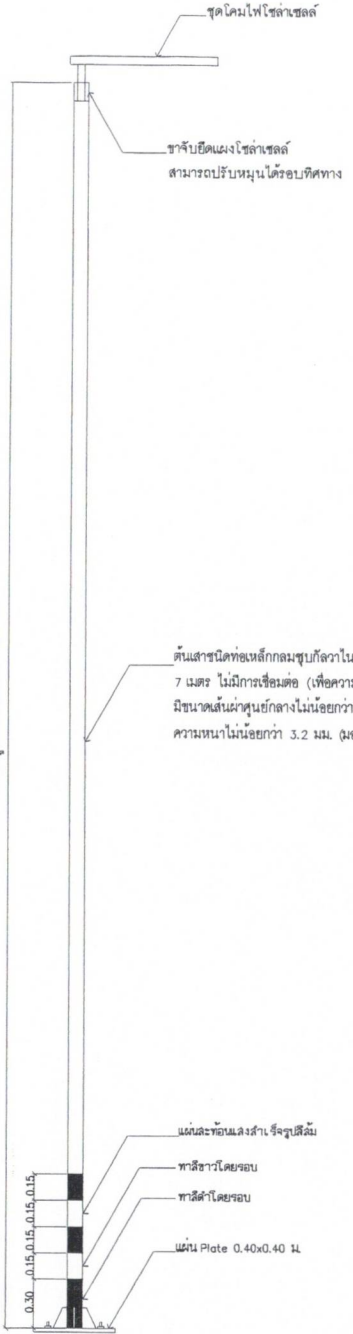 ชุดโคมไฟโซล่าเซลล์
ขาจับยึดแผงโซล่าเซลล์
สามารถปรับหมุนได้รอบทิศทาง
ต้นเสาชนิดท่อเหล็กกลมชุบกัลวาไน
7 เมตร ไม่มีการเชื่อมต่อ (เพื่อความ
มีขนาดเส้นผ่าศูนย์กลางไม่น้อยกว่า
ความหนาไม่น้อยกว่า 3.2 มม. (มอ
แผ่นสะท้อนแสงสำเร็จรูปสีส้ม
ทาสีขาวโดยรอบ
ทาสีดำโดยรอบ
แผ่น Plate 0.40x0.40 ม.
0.15
0.15
0.15
0.15
0.30